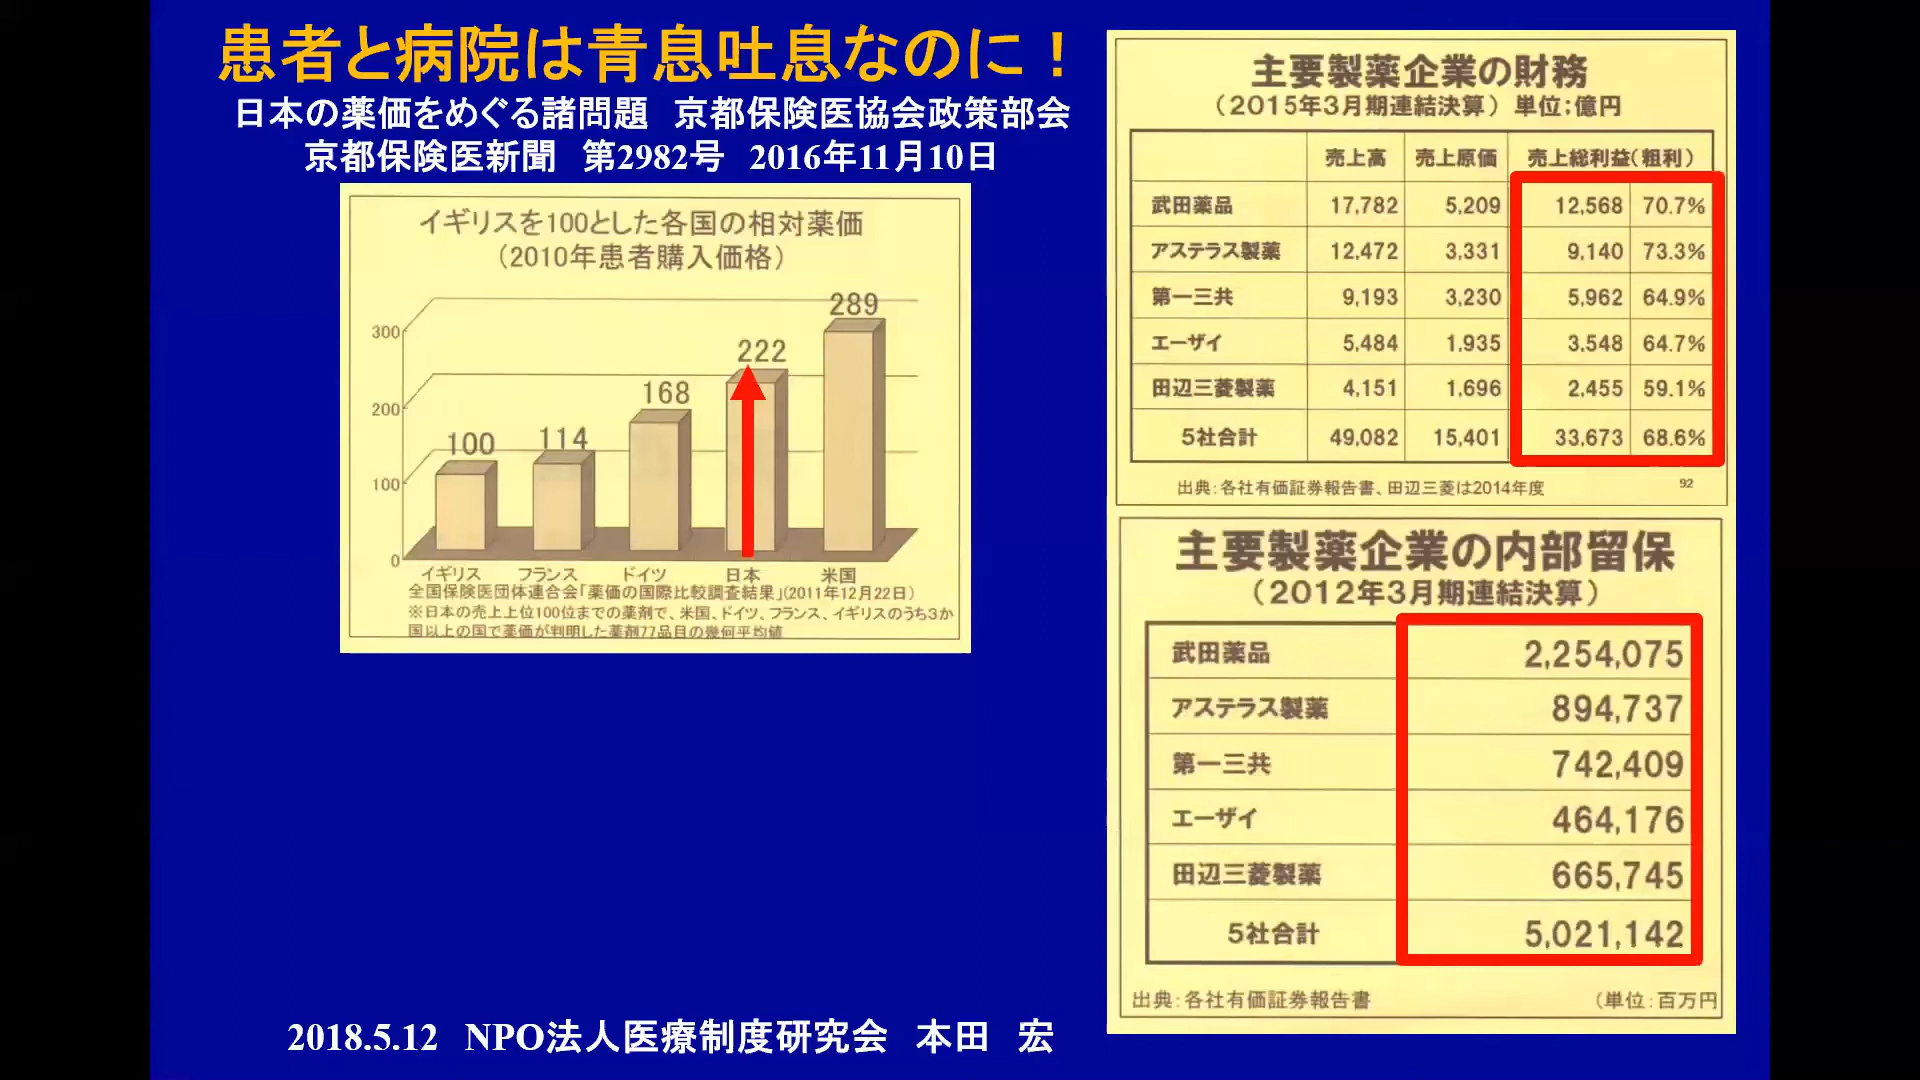 患者と病院は青息吐息なのに！
日本の薬価をめぐる諸問題　京都保険医協会政策部会
京都保険医新聞　第2982号　2016年11月10日
イギリスを100とした各国の相対薬価
（2010年患者購入価格）
300
200
100
0
100
114
168
222
289
イギリス フランス ドイツ 日本 米国
全国保険医団体連合会「薬価の国際比較調査結果」（2011年12月22日）
※日本の売上上位100位までの薬剤で、米国、ドイツ、フランス、イギリスのうち3か
国以上の国で薬価が判明した薬剤77品目の幾何平均値
2018.5.12　NPO法人医療制度研究会　本田　宏
主要製薬企業の財務
（2015年3月期連結決算）単位；億円
売上高 売上原価 売上総利益（粗利）
武田薬品 17,782 5,209 12,568 70.7%
アステラス製薬 12,472 3,331 9,140 73.3%
第一三共 9,193 3,230 5,962 64.9%
エーザイ 5,484 1,935 3,548 64.7%
田辺三菱製薬 4,151 1,696 2,455 59.1%
5社合計 49,082 15,401 33,673 68.6%
出典：各社有価証券報告書、田辺三菱は2014年度
92
主要製薬企業の内部留保
（2012年3月期連結決算）
武田薬品 2,254,075
アステラス製薬 894,737
第一三共 742,409
エーザイ 464,176
田辺三菱製薬 665,745
5社合計 5,021,142
出典：各社有価証券報告書 （単位：百万円